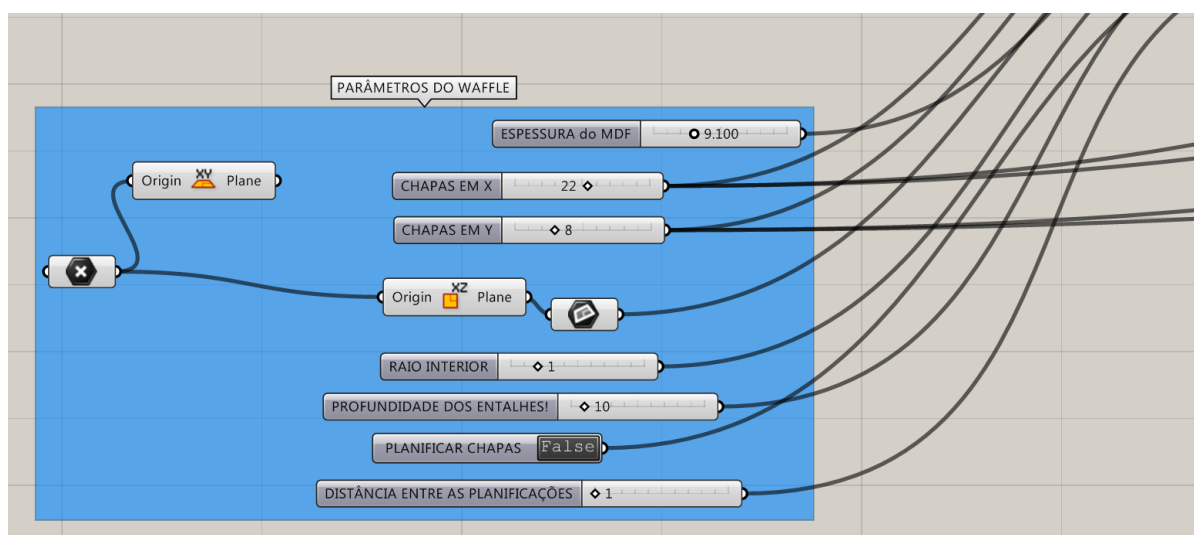 PARÂMETROS DO WAFFLE
ESPESSURA do MDF 9.100
Origin XY Plane
CHAPAS EM X 22
CHAPAS EM Y 8
Origin XZ Plane
RAIO INTERIOR 1
PROFUNDIDADE DOS ENTALHES! 10
PLANIFICAR CHAPAS False
DISTÂNCIA ENTRE AS PLANIFICAÇÕES 1